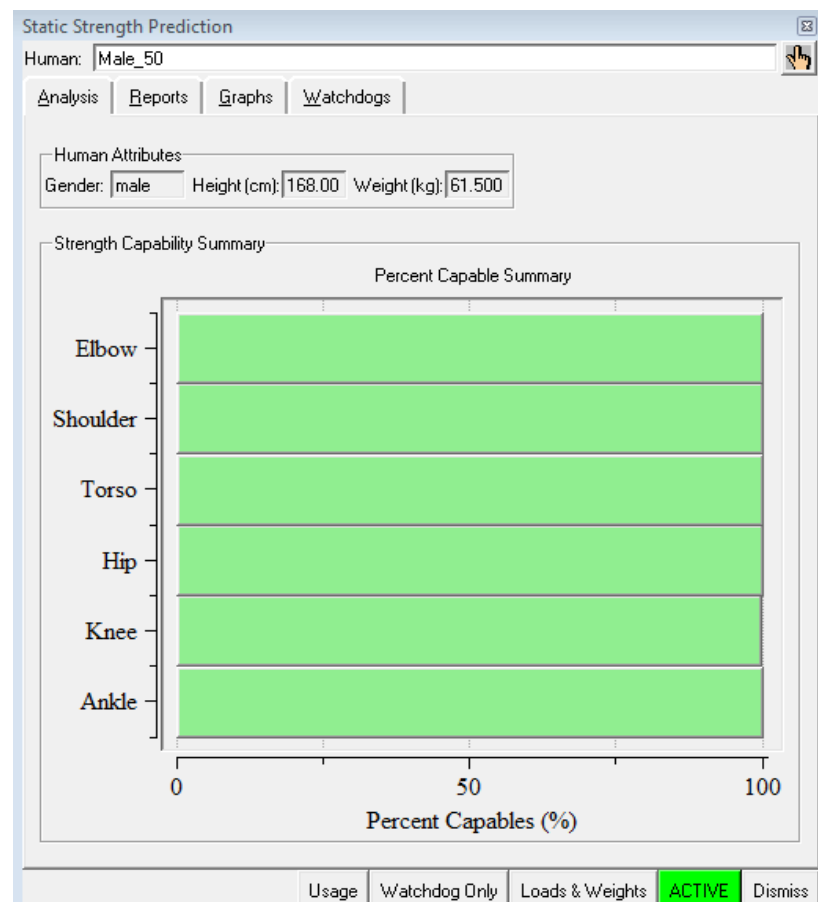 Static Strength Prediction
Human: Male_50
Analysis Reports Graphs Watchdogs
Human Attributes
Gender: male Height (cm): 168.00 Weight (kg): 61.500
Strength Capability Summary
Percent Capable Summary
Elbow
Shoulder
Torso
Hip
Knee
Ankle
0 50 100
Percent Capables (%)
Usage Watchdog Only Loads & Weights ACTIVE Dismiss